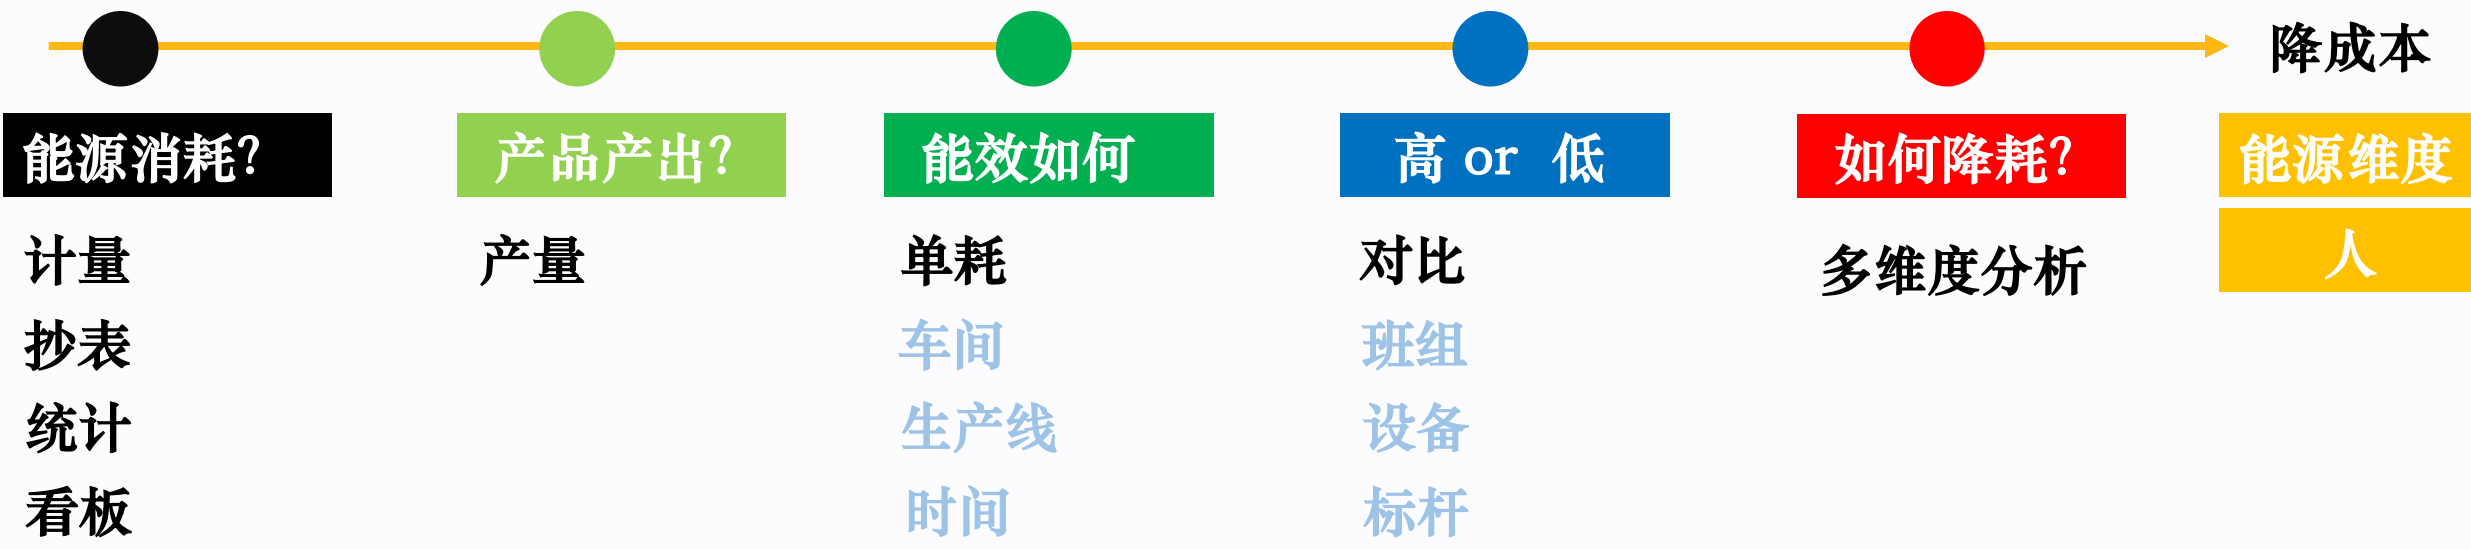 降成本
能源消耗？
产品产出？
能效如何
高 or 低
如何降耗？
能源维度
人
计量
抄表
统计
看板
产量
单耗
车间
生产线
时间
对比
班组
设备
标杆
多维度分析